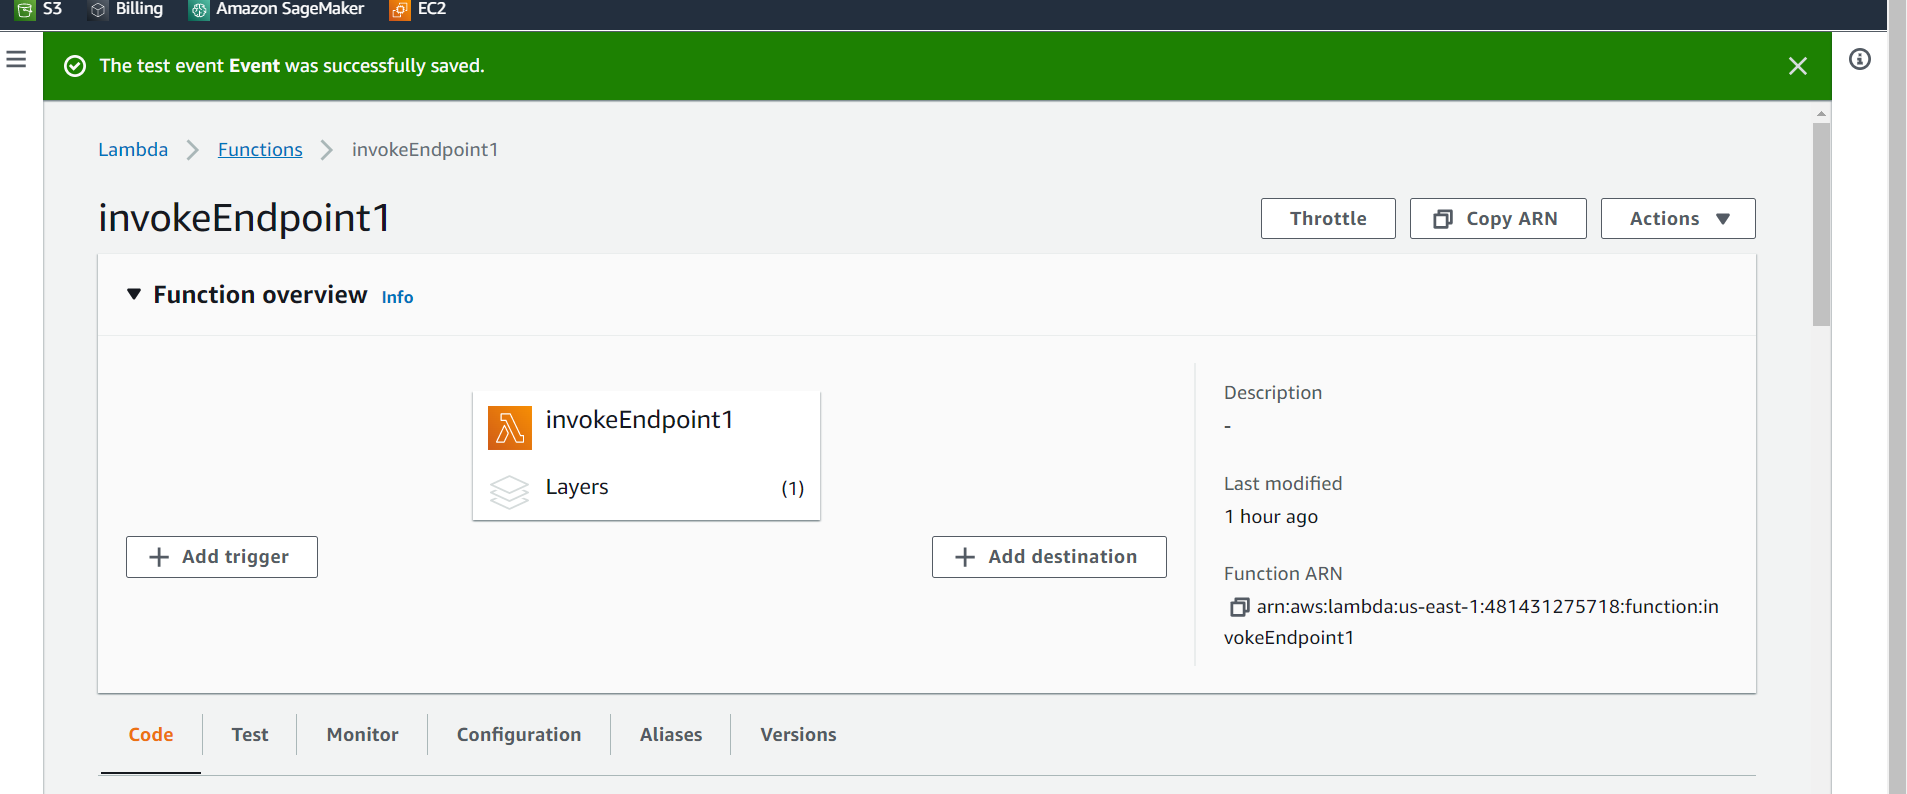 S3 Billing Amazon SageMaker EC2
The test event Event was successfully saved.
Lambda Functions invokeEndpoint1
invokeEndpoint1
Throttle Copy ARN Actions
Function overview Info
invokeEndpoint1
Layers (1)
Add trigger
Add destination
Description
-
Last modified
1 hour ago
Function ARN
arn:aws:lambda:us-east-1:481431275718:function:in
vokeEndpoint1
Code Test Monitor Configuration Aliases Versions